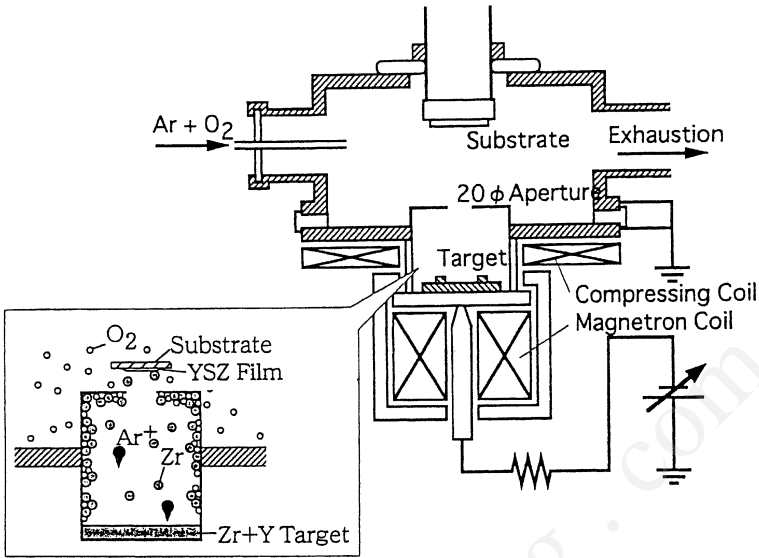 Ar + O2
Substrate
Exhaustion
20 φ Aperture
Target
Compressing Coil
Magnetron Coil
O2
Substrate
YSZ Film
Ar+
Zr
Zr+Y Target